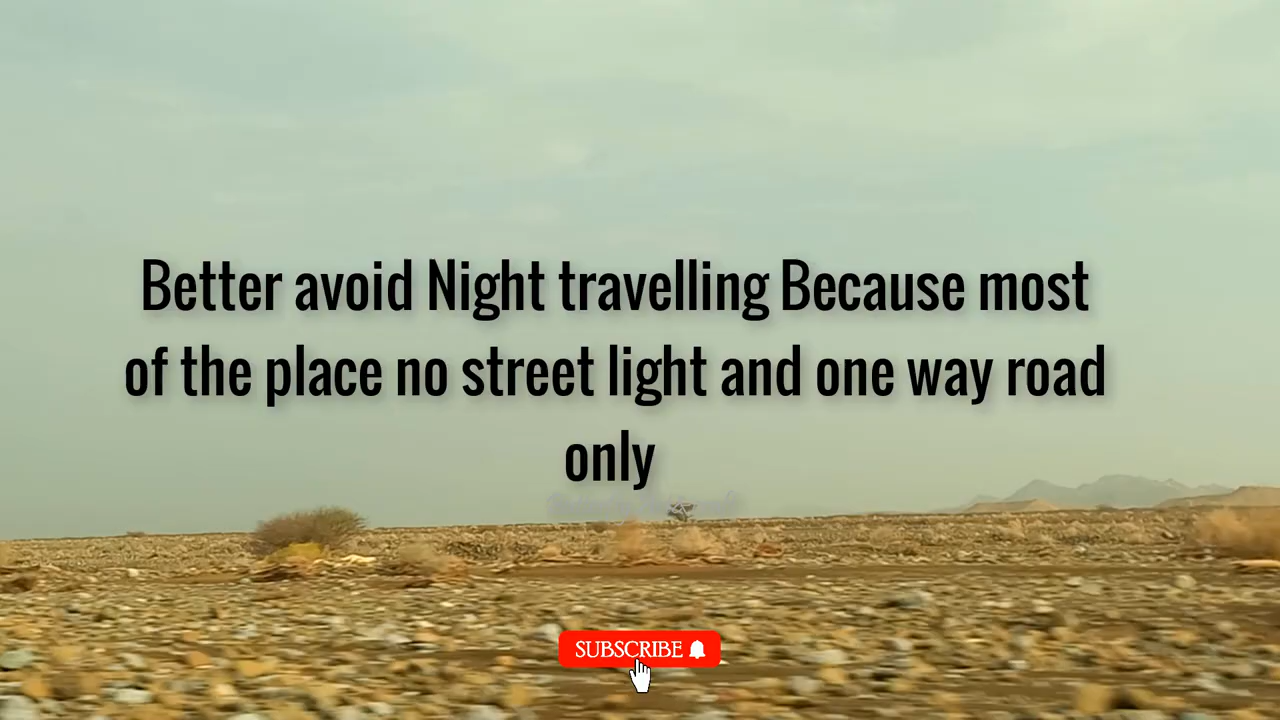 Better avoid Night travelling Because most
of the place no street light and one way road
only
SUBSCRIBE